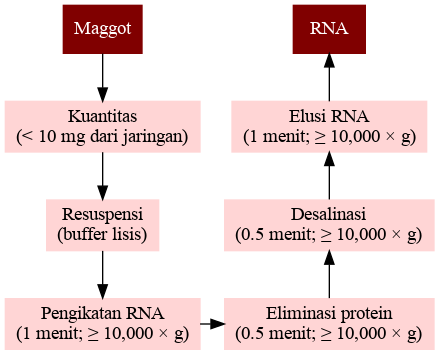 Maggot
Kuantitas
(< 10 mg dari jaringan)
Resuspensi
(buffer lisis)
Pengikatan RNA
(1 menit; ≥ 10,000 × g)
Eliminasi protein
(0.5 menit; ≥ 10,000 × g)
Desalinasi
(0.5 menit; ≥ 10,000 × g)
Elusi RNA
(1 menit; ≥ 10,000 × g)
RNA